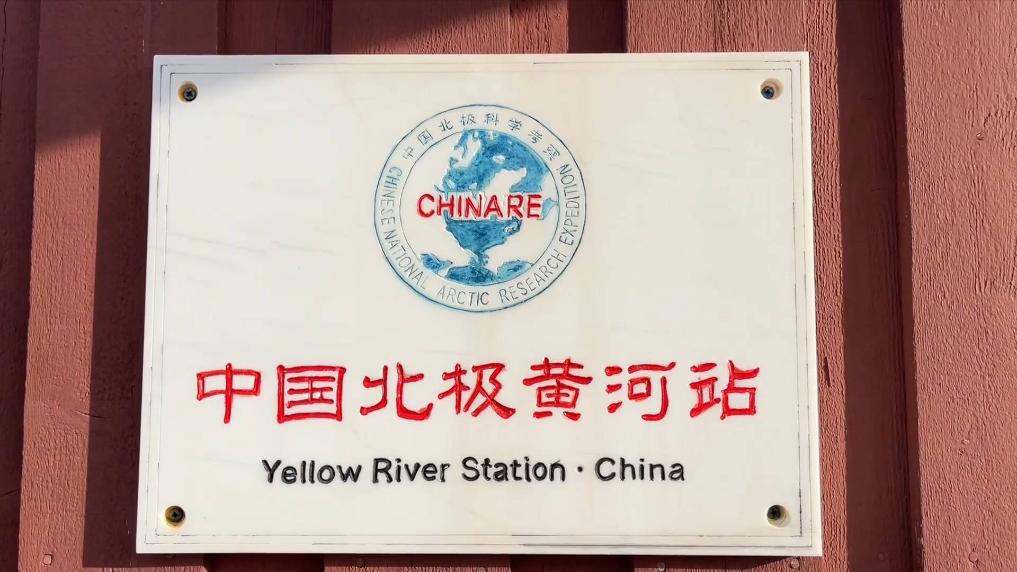 中国北极科学考察
CHINARE
CHINESE NATIONAL ARCTIC RESEARCH EXPEDITION
中国北极黄河站
Yellow River Station · China